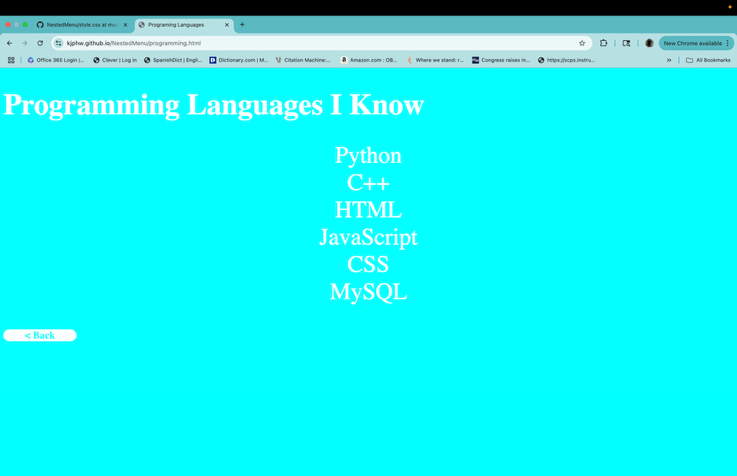 NestedMenu/style.css at mai
Programing Languages
kjphw.github.io/NestedMenu/programming.html
New Chrome available
Office 365 Login |...
Clever | Log in
SpanishDict | Engl...
Dictionary.com | M...
Citation Machine:...
Amazon.com : OB...
Where we stand: r...
Congress raises m...
https://scps.instru...
»
All Bookmarks
Programming Languages I Know
Python
C++
HTML
JavaScript
CSS
MySQL
< Back